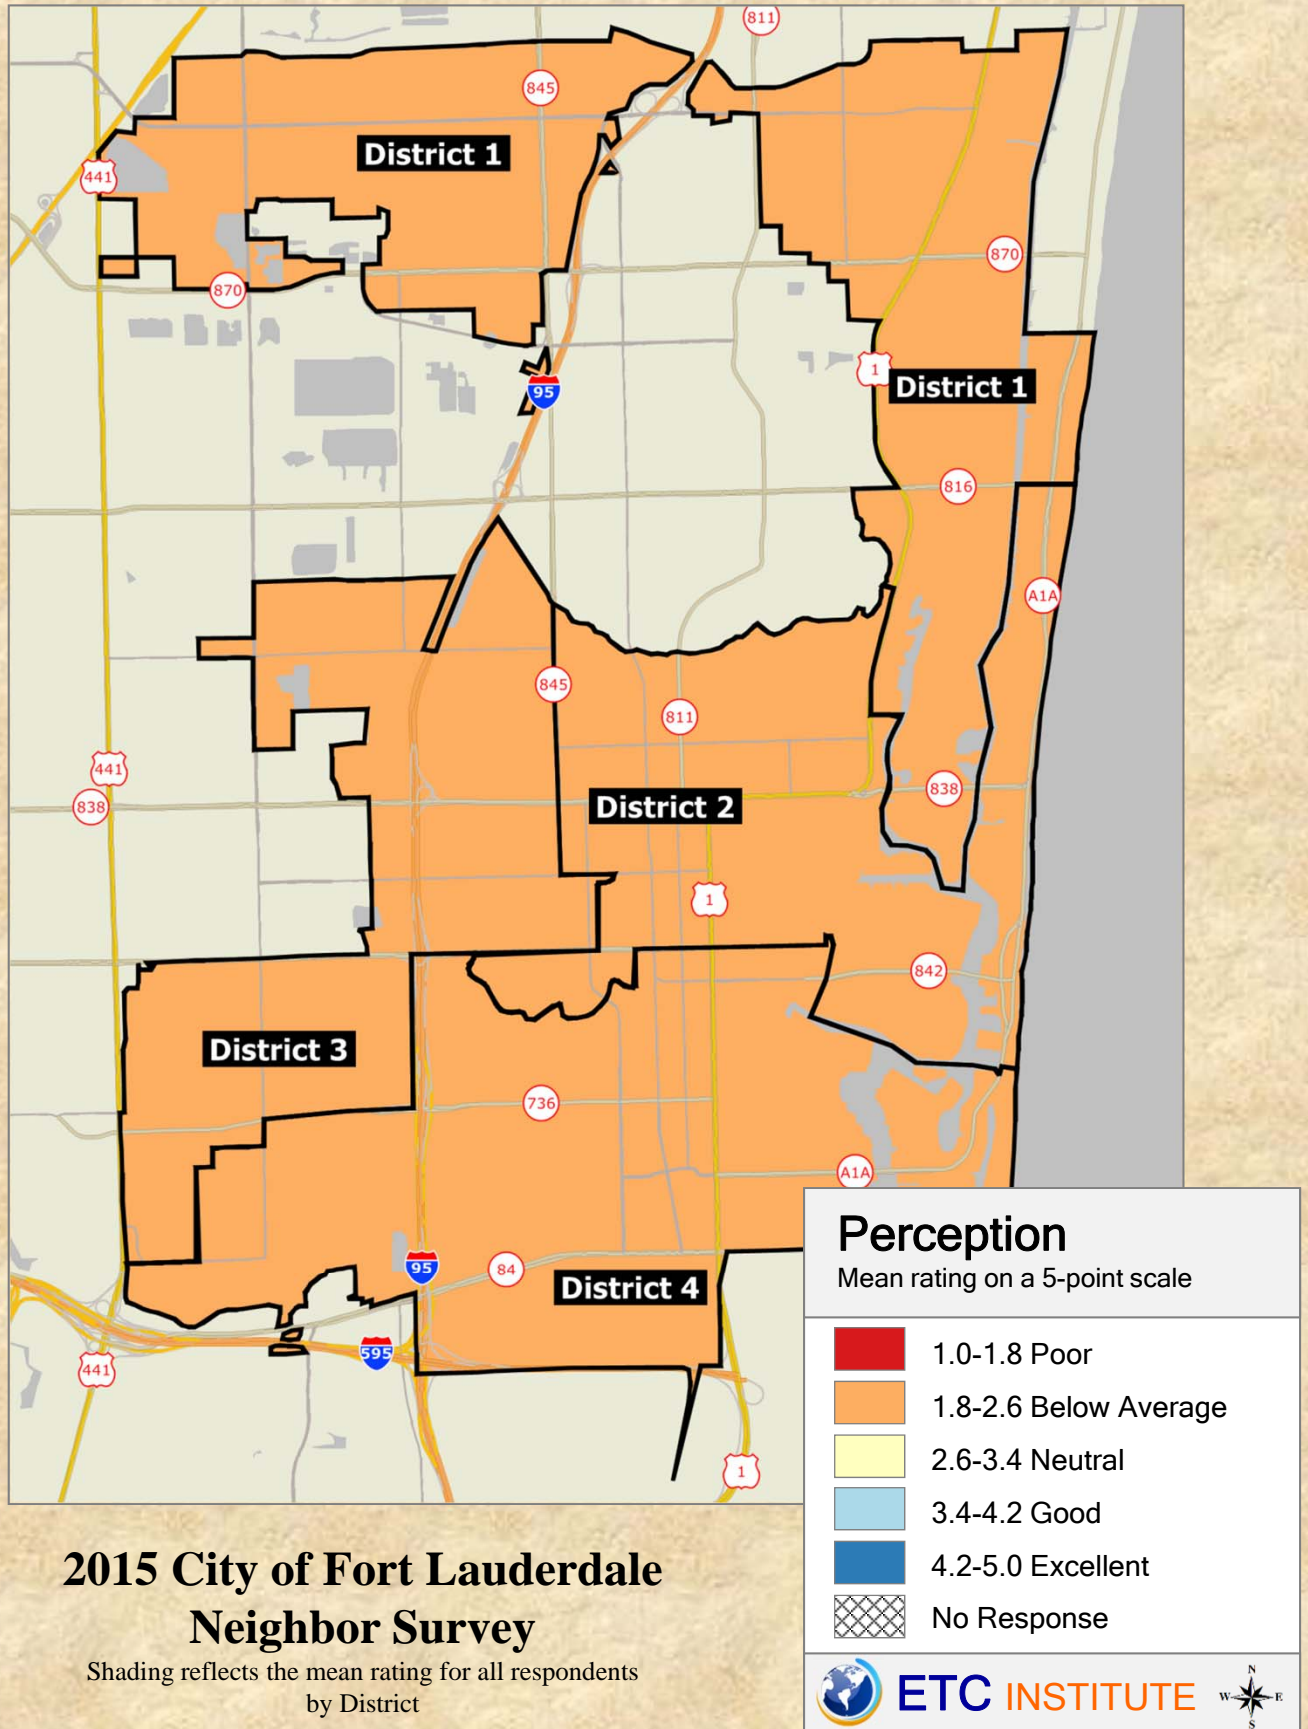 811
845
District 1
441
870
870
95
1
District 1
816
A1A
845
811
441
838
District 2
838
1
842
District 3
736
A1A
95
84
District 4
595
441
1
Perception
Mean rating on a 5-point scale
1.0-1.8 Poor
1.8-2.6 Below Average
2.6-3.4 Neutral
3.4-4.2 Good
4.2-5.0 Excellent
No Response
ETC INSTITUTE
N
W E
S
2015 City of Fort Lauderdale
Neighbor Survey
Shading reflects the mean rating for all respondents
by District